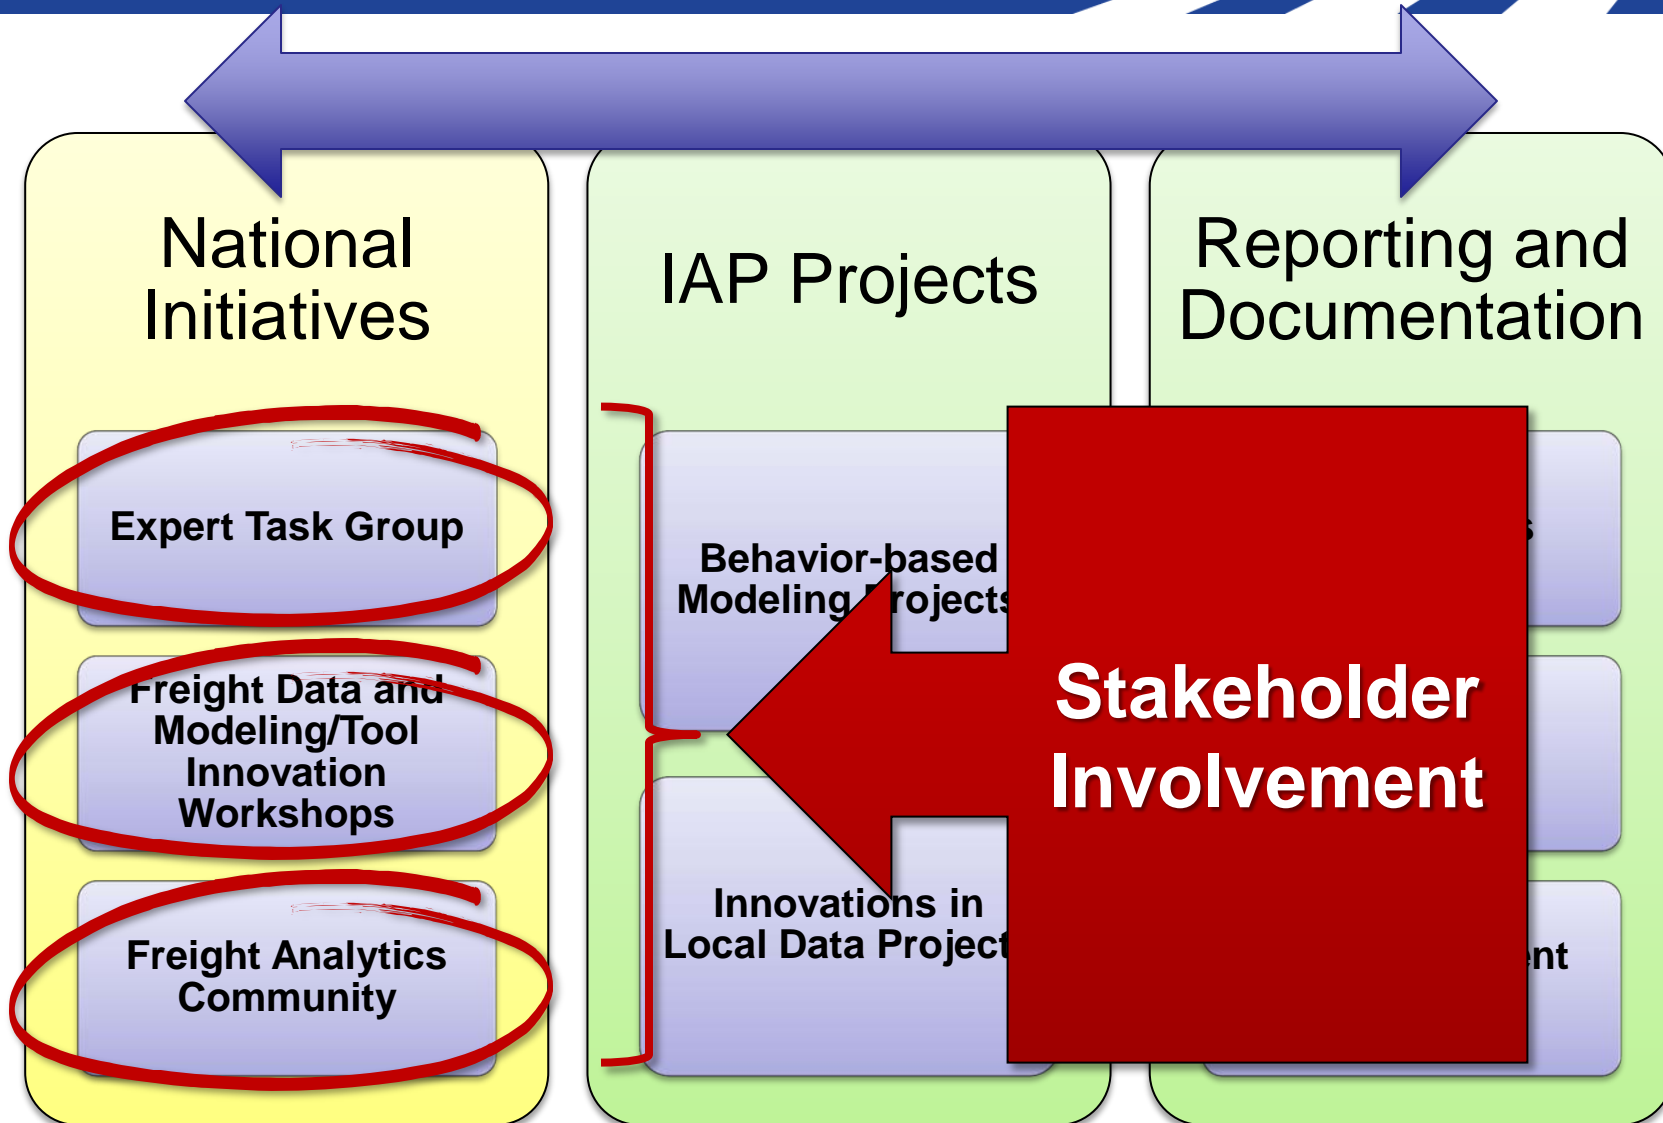 National
Initiatives
Expert Task Group
Freight Data and
Modeling/Tool
Innovation
Workshops
Freight Analytics
Community
IAP Projects
Behavior-based
Modeling Projects
Innovations in
Local Data Project
Reporting and
Documentation
Stakeholder
Involvement